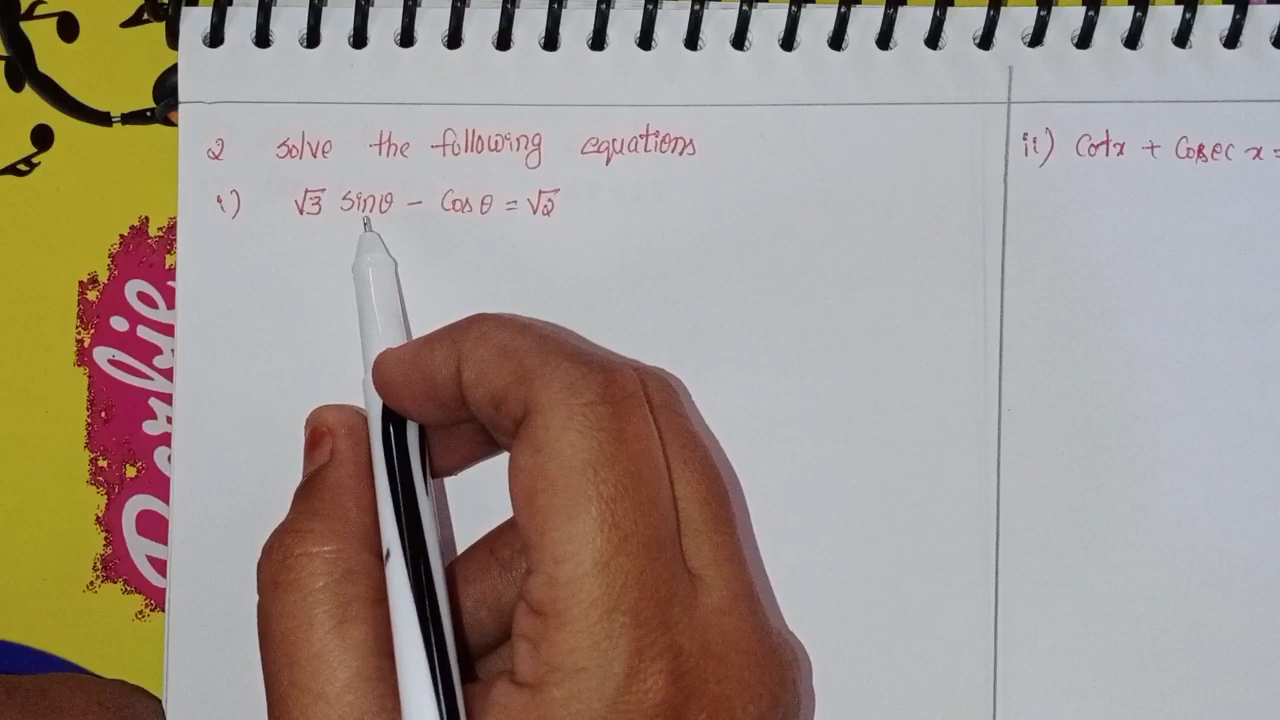 2 solve the following equations
i) √3 sinθ - Cosθ = √2
ii) Cotx + Cosec x =